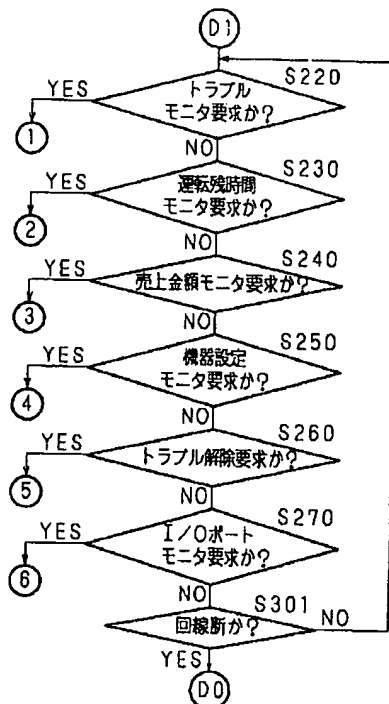 D1
S220
YES
トラブル
モニタ要求か?
①
NO
S230
YES
運転残時間
モニタ要求か?
②
NO
S240
YES
売上金額モニタ要求か?
③
NO
S250
YES
機器設定
モニタ要求か?
④
NO
S260
YES
トラブル解除要求か?
⑤
NO
S270
YES
I/Oポート
モニタ要求か?
⑥
NO
S301
回線断か?
NO
YES
D0